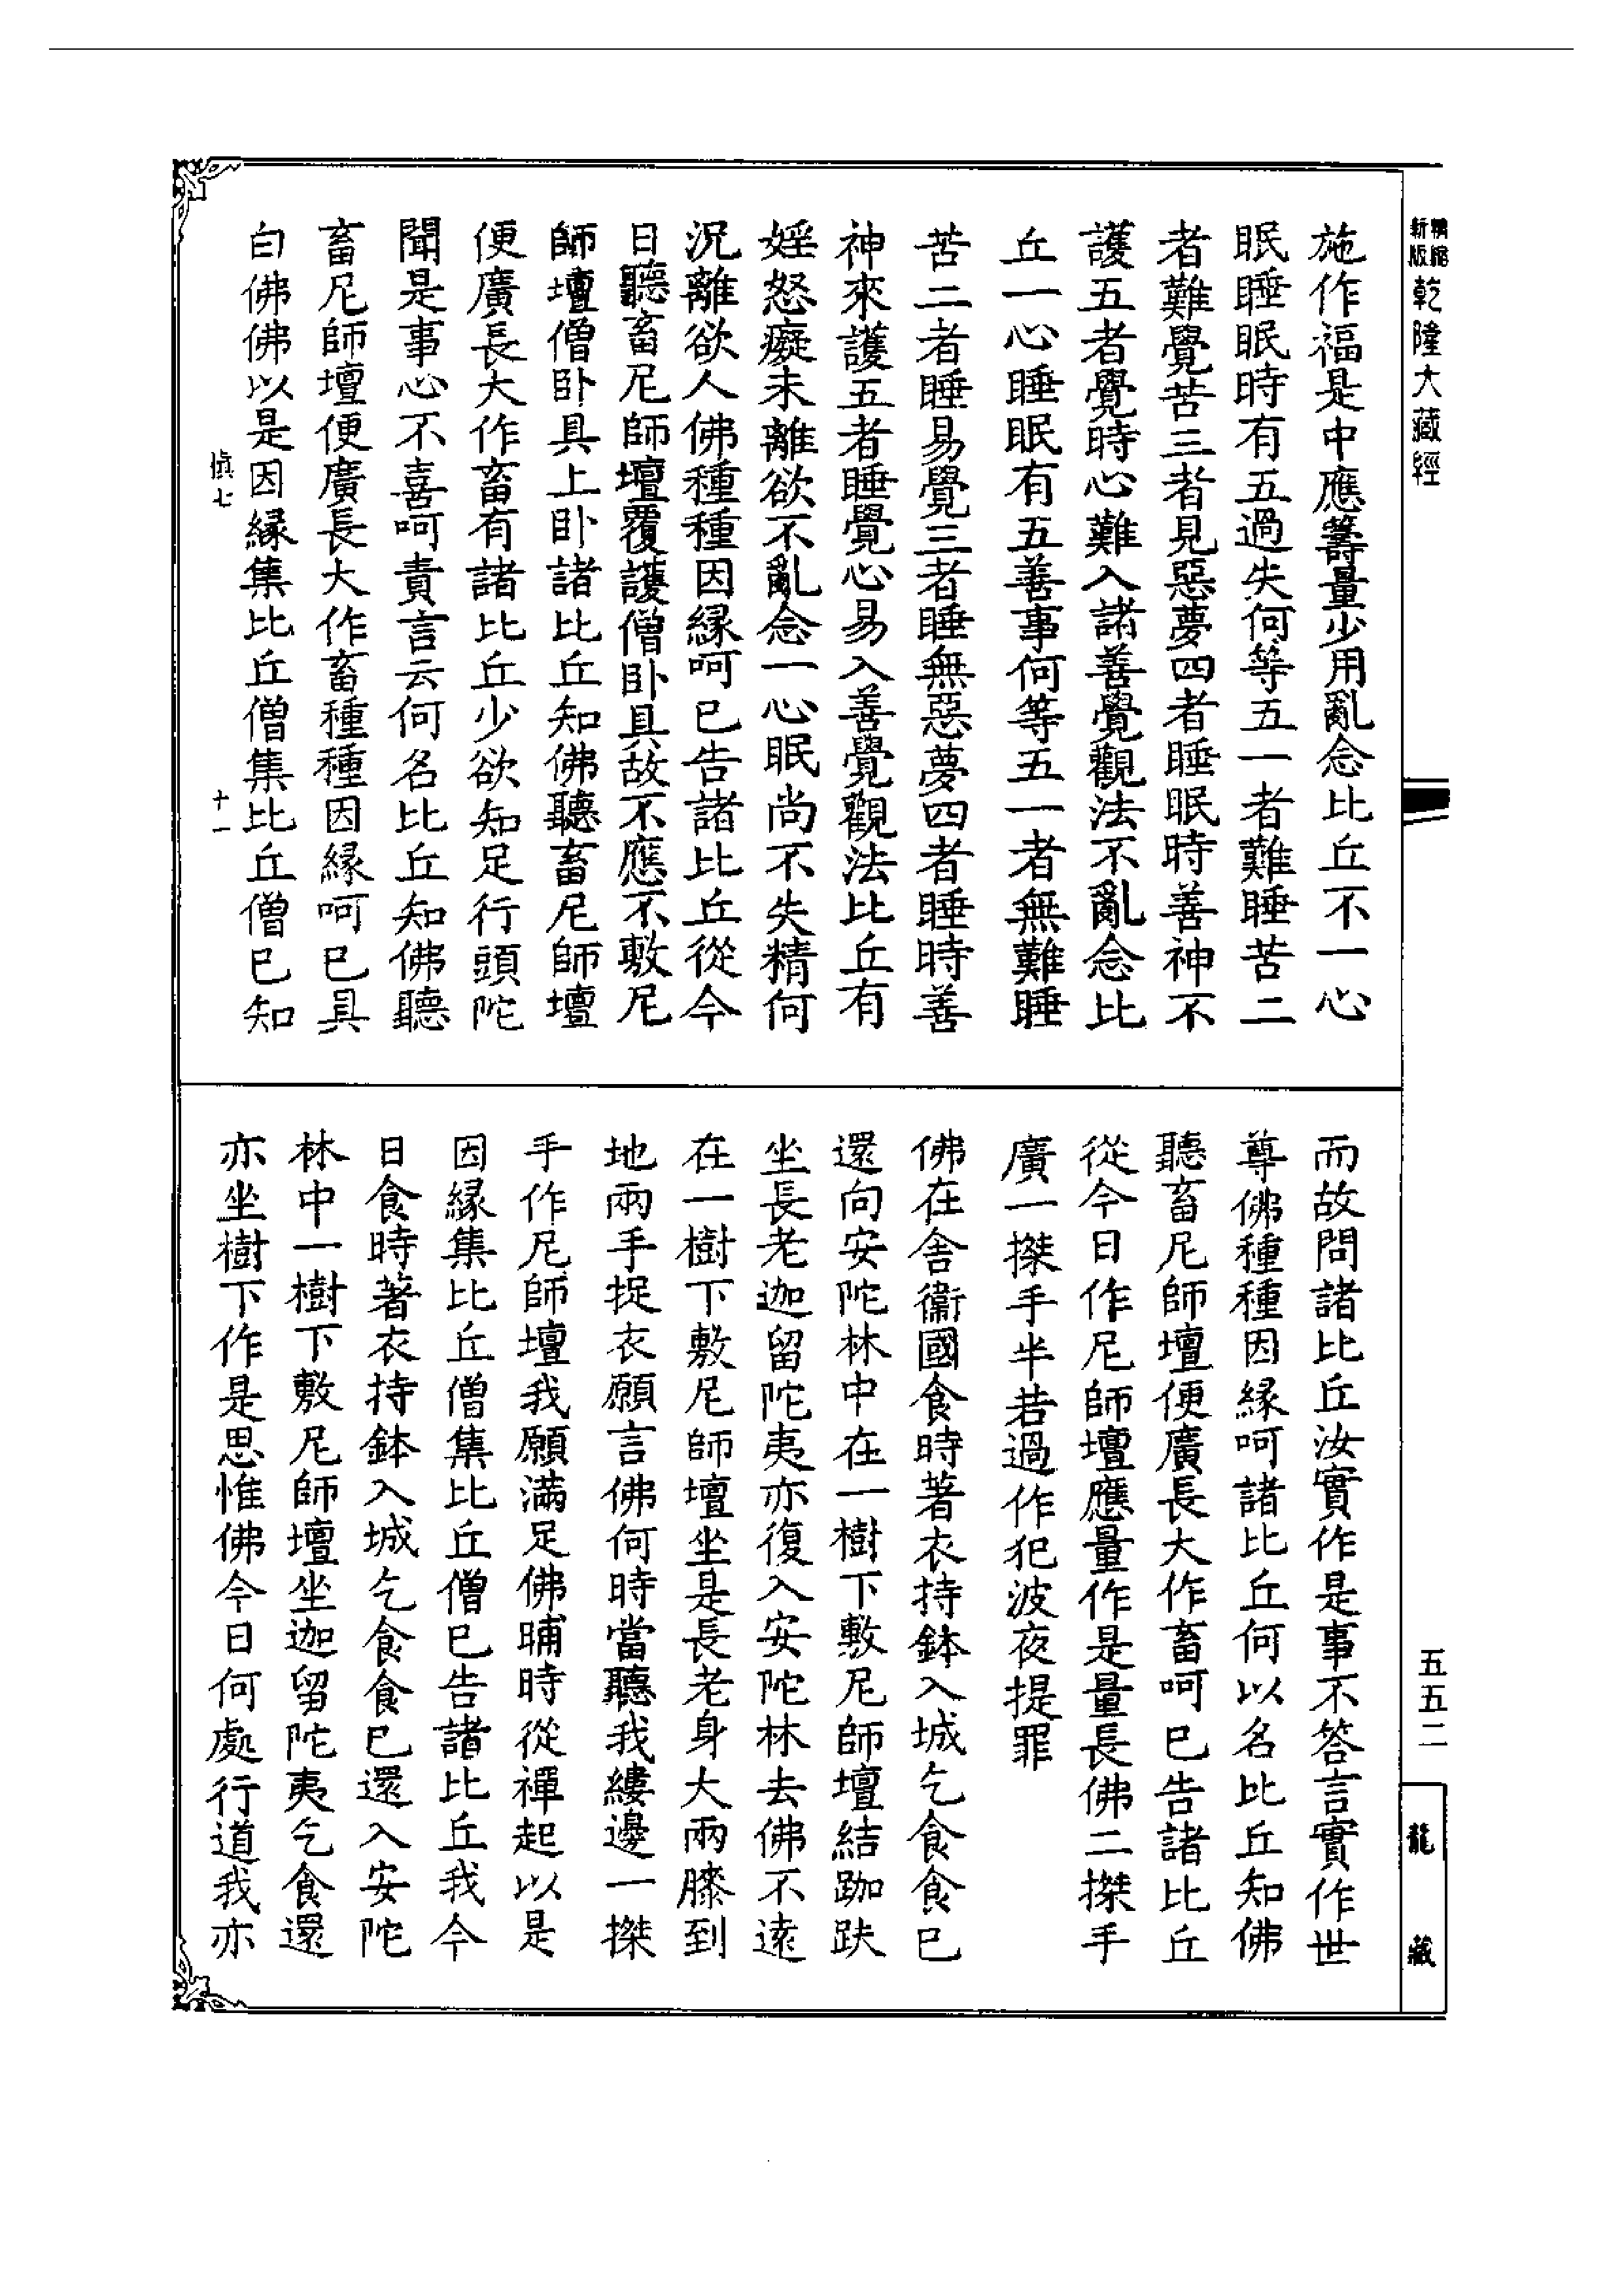 新版
精縮
乾隆大藏經
施作福是中應籌量少用亂念比丘不一心
眠睡眠時有五過失何等五一者難睡苦二
者難覺苦三者見惡夢四者睡眠時善神不
護五者覺時心難入諸善覺觀法不亂念比
丘一心睡眠有五善事何等五一者無難睡
苦二者睡易覺三者睡無惡夢四者睡時善
神來護五者睡覺心易入善覺觀法比丘有
婬怒癡未離欲不亂念一心眠尚不失精何
況離欲人佛種種因緣呵已告諸比丘從今
日聽畜尼師壇覆護僧卧具故不應不敷尼
師壇僧卧具上卧諸比丘知佛聽畜尼師壇
便廣長大作畜有諸比丘少欲知足行頭陀
聞是事心不喜呵責言云何名比丘知佛聽
畜尼師壇便廣長大作畜種種因緣呵已具
白佛佛以是因緣集比丘僧集比丘僧已知
慎七
十一
五五二
龍
藏
而故問諸比丘汝實作是事不答言實作世
尊佛種種因緣呵諸比丘何以名比丘知佛
聽畜尼師壇便廣長大作畜呵已告諸比丘
從今日作尼師壇應量作是量長佛二搩手
廣一搩手半若過作犯波夜提罪
佛在舍衞國食時著衣持鉢入城乞食食已
還向安陀林中在一樹下敷尼師壇結跏趺
坐長老迦留陀夷亦復入安陀林去佛不遠
在一樹下敷尼師壇坐是長老身大兩膝到
地兩手捉衣願言佛何時當聽我縷邊一搩
手作尼師壇我願滿足佛晡時從禪起以是
因緣集比丘僧集比丘僧已告諸比丘我今
日食時著衣持鉢入城乞食食已還入安陀
林中一樹下敷尼師壇坐迦留陀夷乞食還
亦坐樹下作是思惟佛今日何處行道我亦